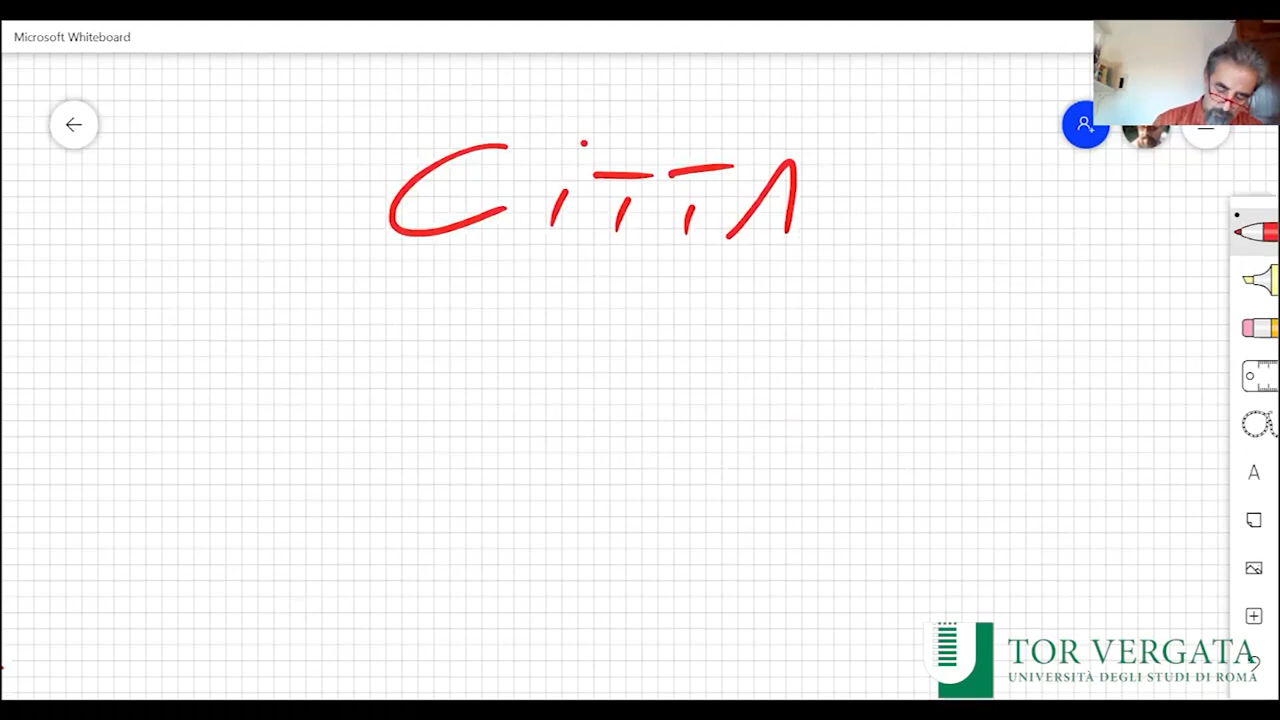 Microsoft Whiteboard
CiTTA
A
TOR VERGATA
UNIVERSITÀ DEGLI STUDI DI ROMA